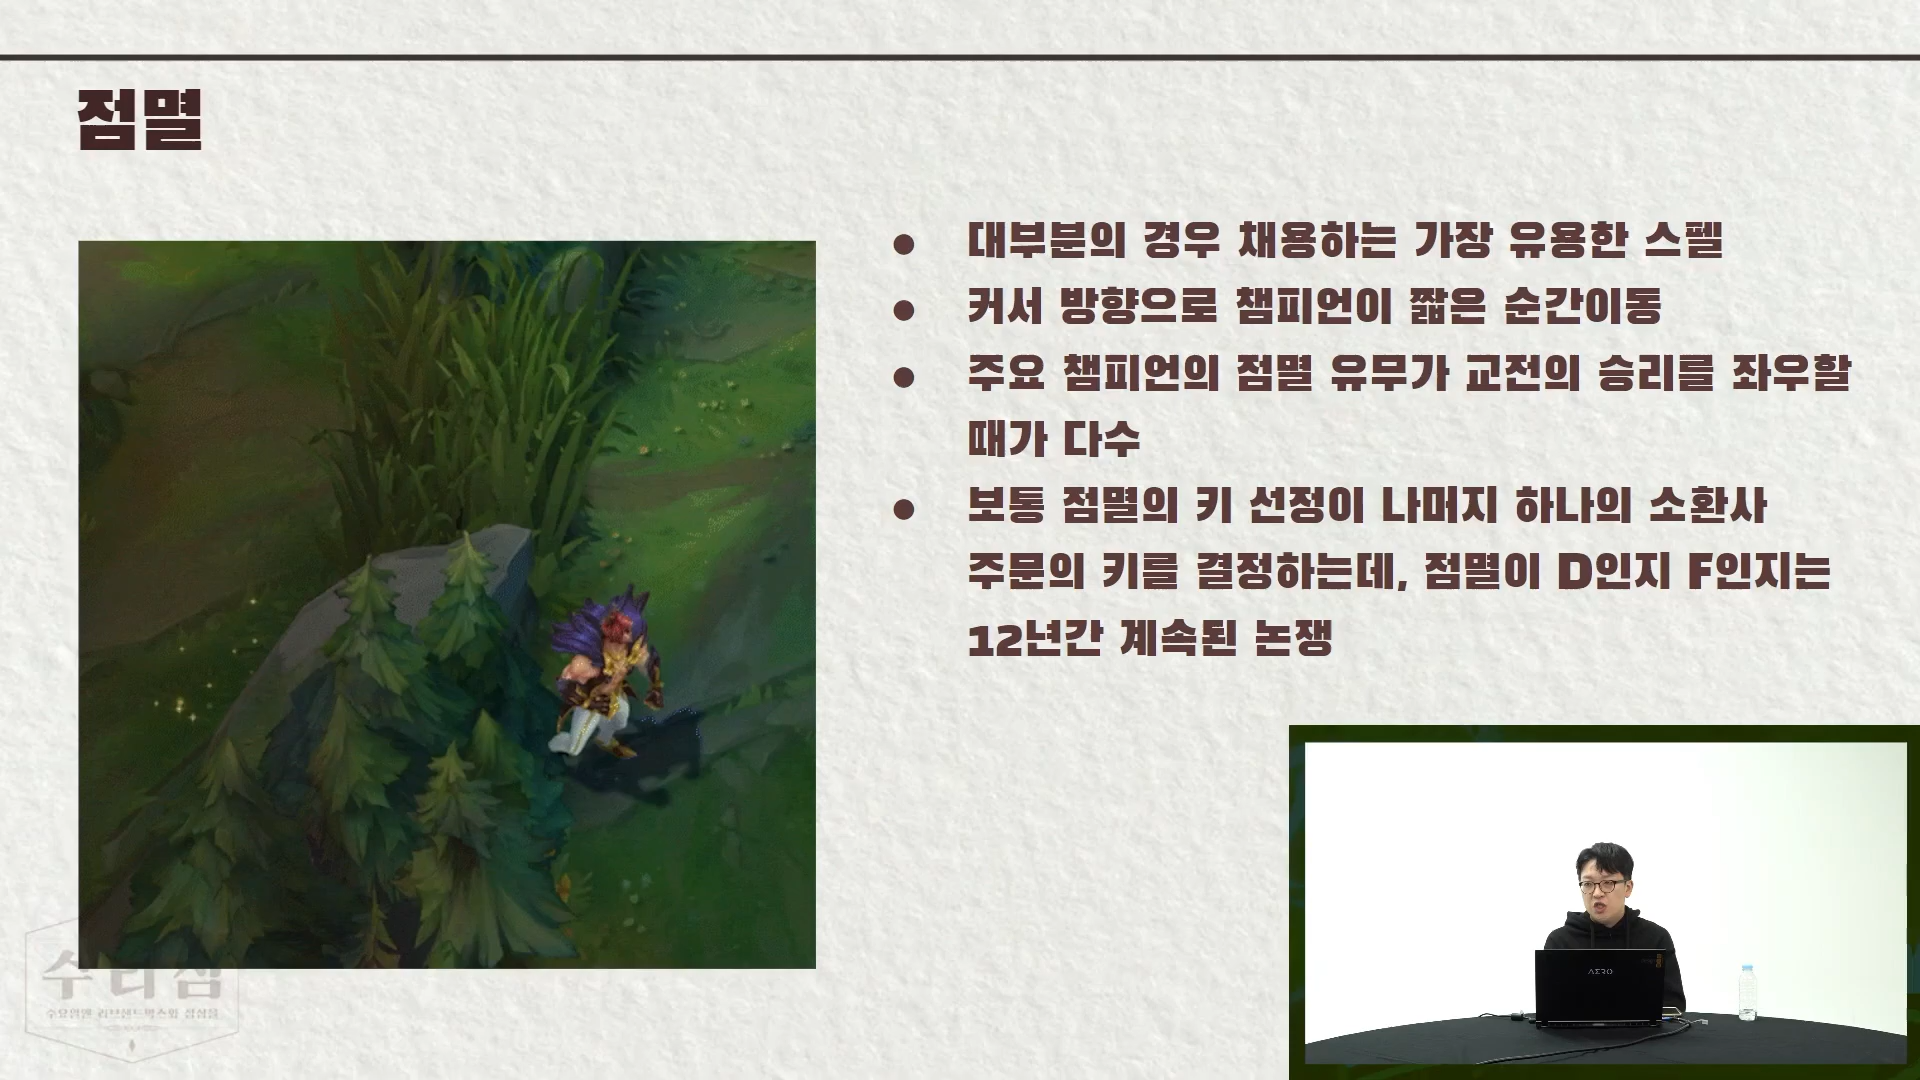 점멸
대부분의 경우 채용하는 가장 유용한 스펠
커서 방향으로 챔피언이 짧은 순간이동
주요 챔피언의 점멸 유무가 교전의 승리를 좌우할
때가 다수
보통 점멸의 키 선정이 나머지 하나의 소환사
주문의 키를 결정하는데, 점멸이 D인지 F인지는
12년간 계속된 논쟁
AERO